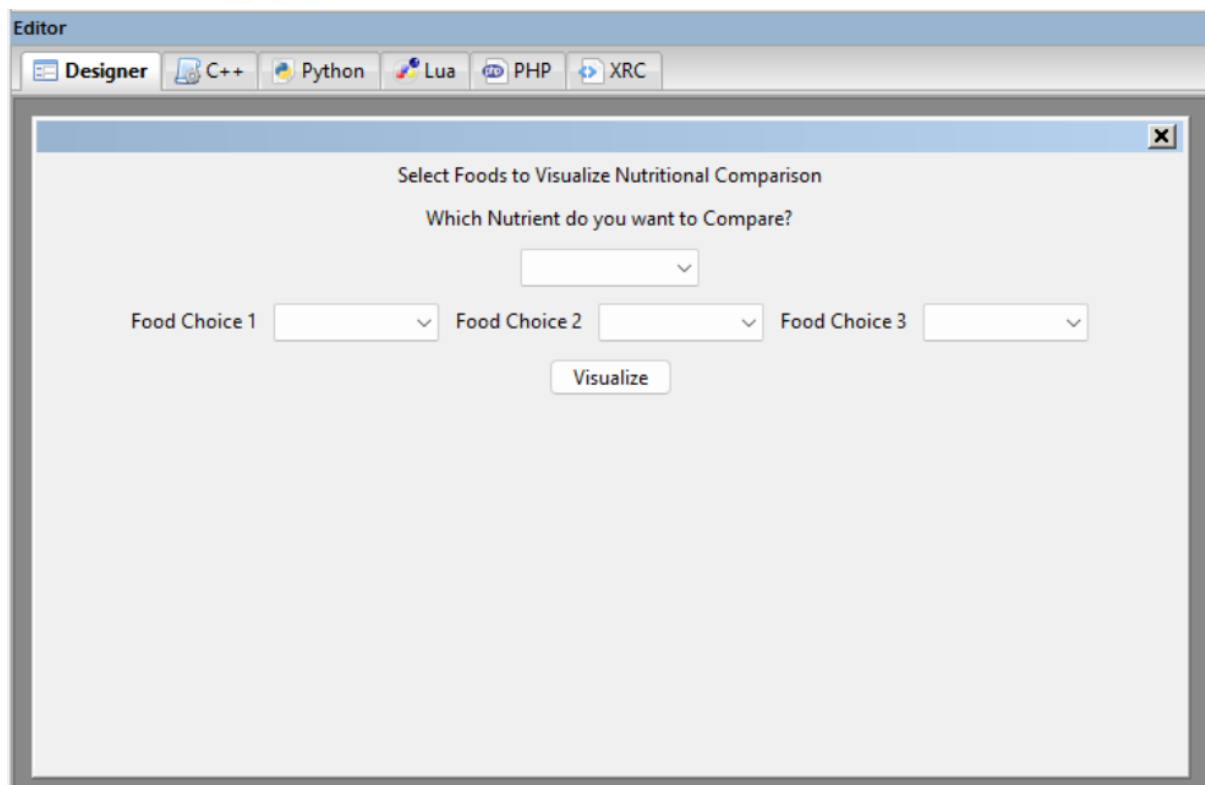 Editor
Designer C++ Python Lua PHP XRC
Select Foods to Visualize Nutritional Comparison
Which Nutrient do you want to Compare?
Food Choice 1 Food Choice 2 Food Choice 3
Visualize